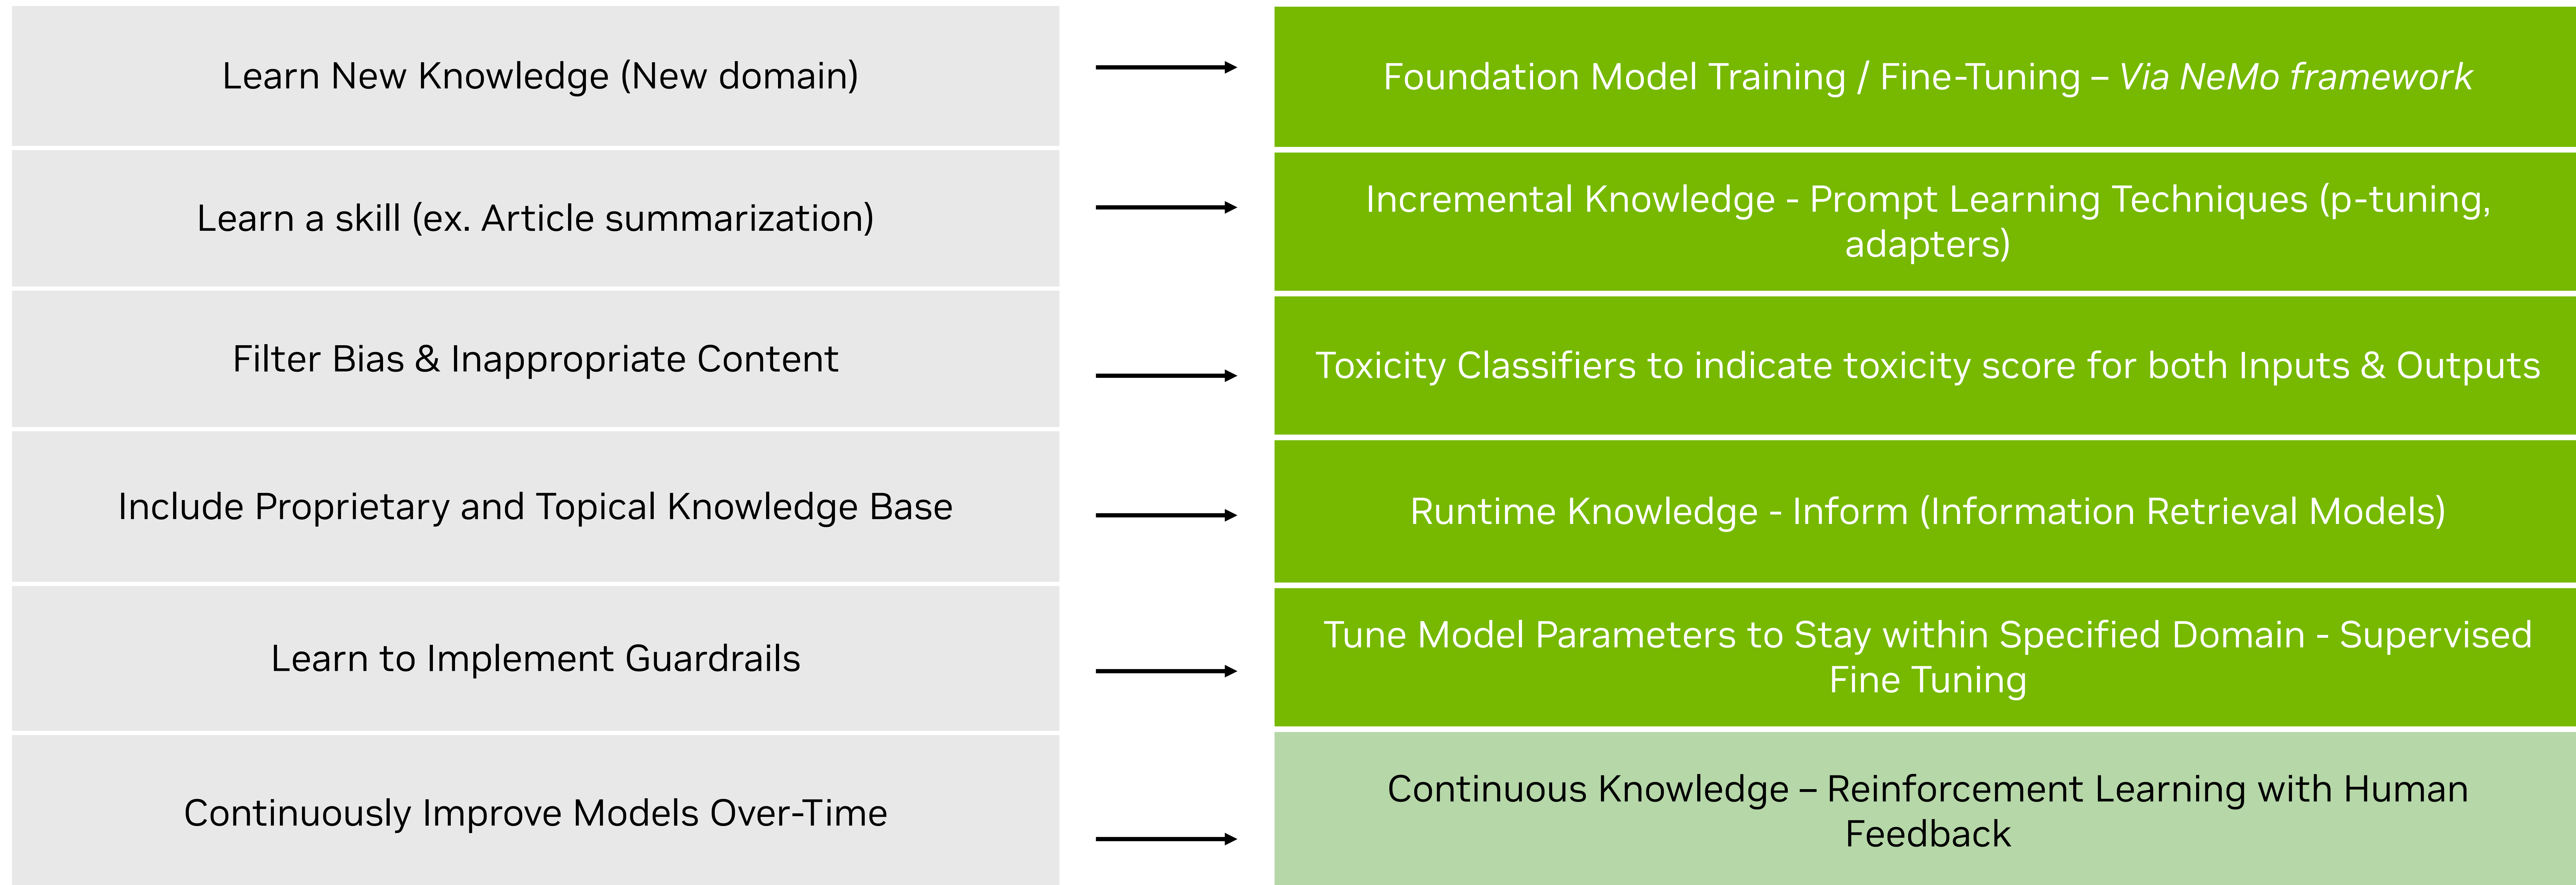 Learn New Knowledge (New domain)
Foundation Model Training / Fine-Tuning – Via NeMo framework
Learn a skill (ex. Article summarization)
Incremental Knowledge - Prompt Learning Techniques (p-tuning,
adapters)
Filter Bias & Inappropriate Content
Toxicity Classifiers to indicate toxicity score for both Inputs & Outputs
Include Proprietary and Topical Knowledge Base
Runtime Knowledge - Inform (Information Retrieval Models)
Learn to Implement Guardrails
Tune Model Parameters to Stay within Specified Domain - Supervised
Fine Tuning
Continuously Improve Models Over-Time
Continuous Knowledge – Reinforcement Learning with Human
Feedback